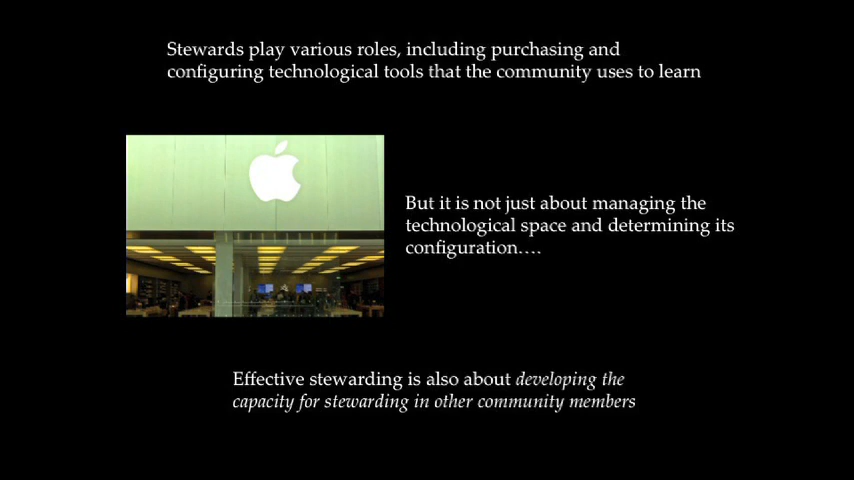 Stewards play various roles, including purchasing and
configuring technological tools that the community uses to learn
But it is not just about managing the
technological space and determining its
configuration….
Effective stewarding is also about developing the
capacity for stewarding in other community members